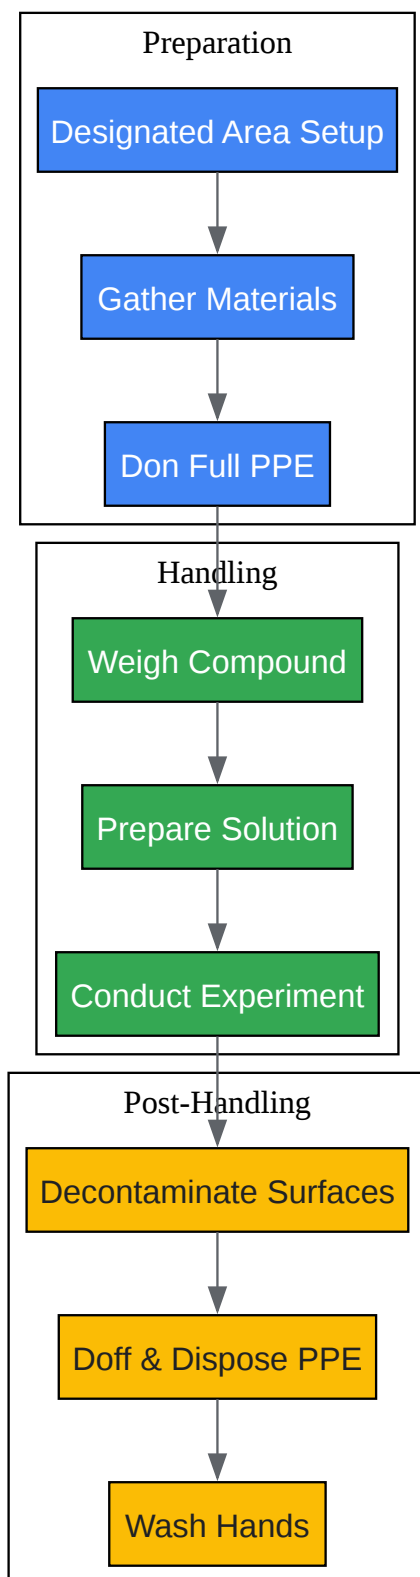 Preparation
Designated Area Setup
Gather Materials
Don Full PPE
Handling
Weigh Compound
Prepare Solution
Conduct Experiment
Post-Handling
Decontaminate Surfaces
Doff & Dispose PPE
Wash Hands